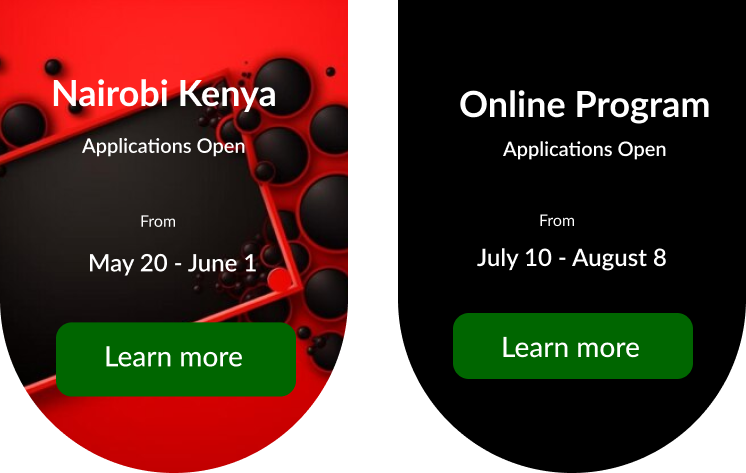 Nairobi Kenya
Applications Open
From
May 20 - June 1
Learn more
Online Program
Applications Open
From
July 10 - August 8
Learn more